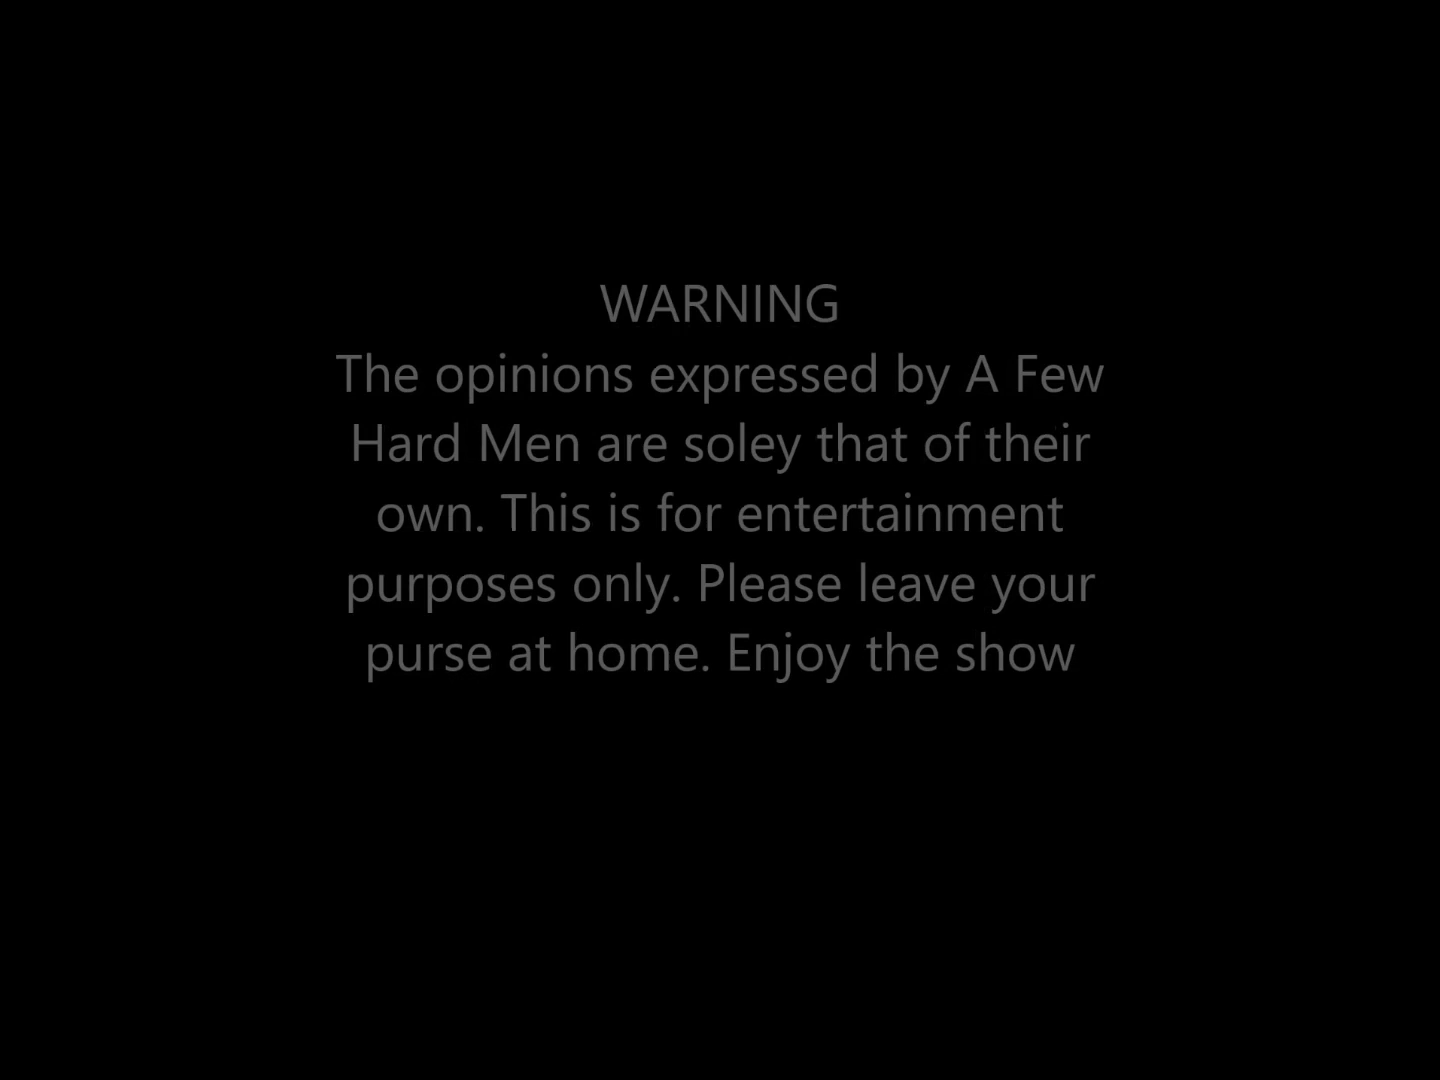 WARNING
The opinions expressed by A Few
Hard Men are soley that of their
own. This is for entertainment
purposes only. Please leave your
purse at home. Enjoy the show